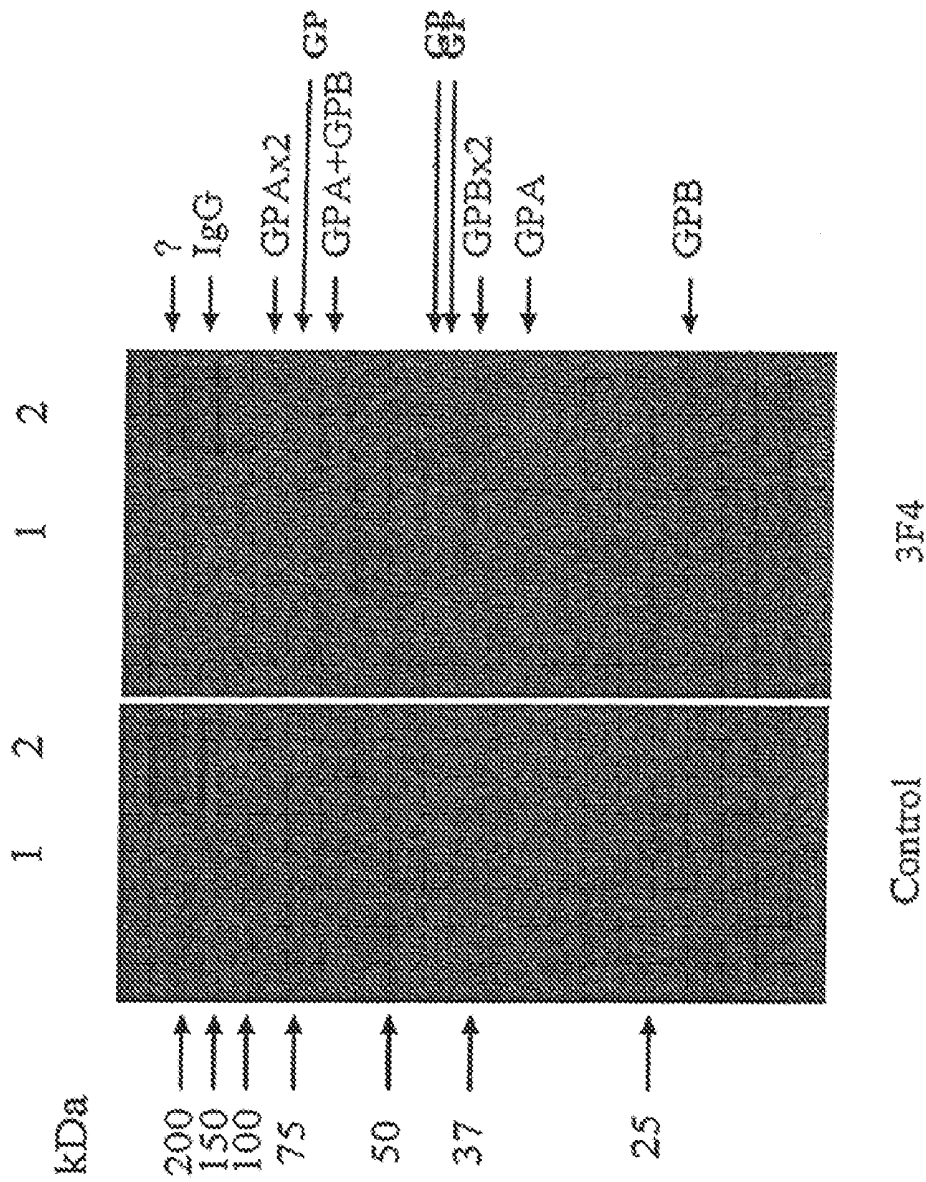 1 2 1 2
kDa
200
150
100
75
50
37
25
?
IgG
GPAx2
GP
GPA+GPB
GP
GP
GPBx2
GPA
GPB
Control 3F4